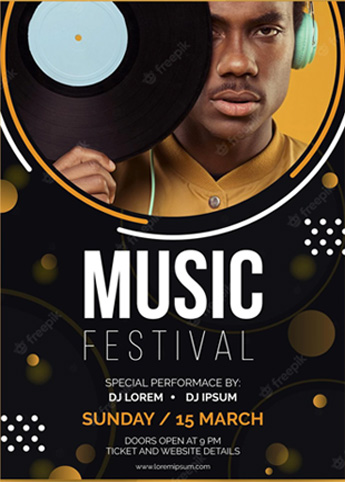 MUSIC
FESTIVAL
SPECIAL PERFORMACE BY:
DJ LOREM • DJ IPSUM
SUNDAY / 15 MARCH
DOORS OPEN AT 9 PM
TICKET AND WEBSITE DETAILS
www.loremipsum.com